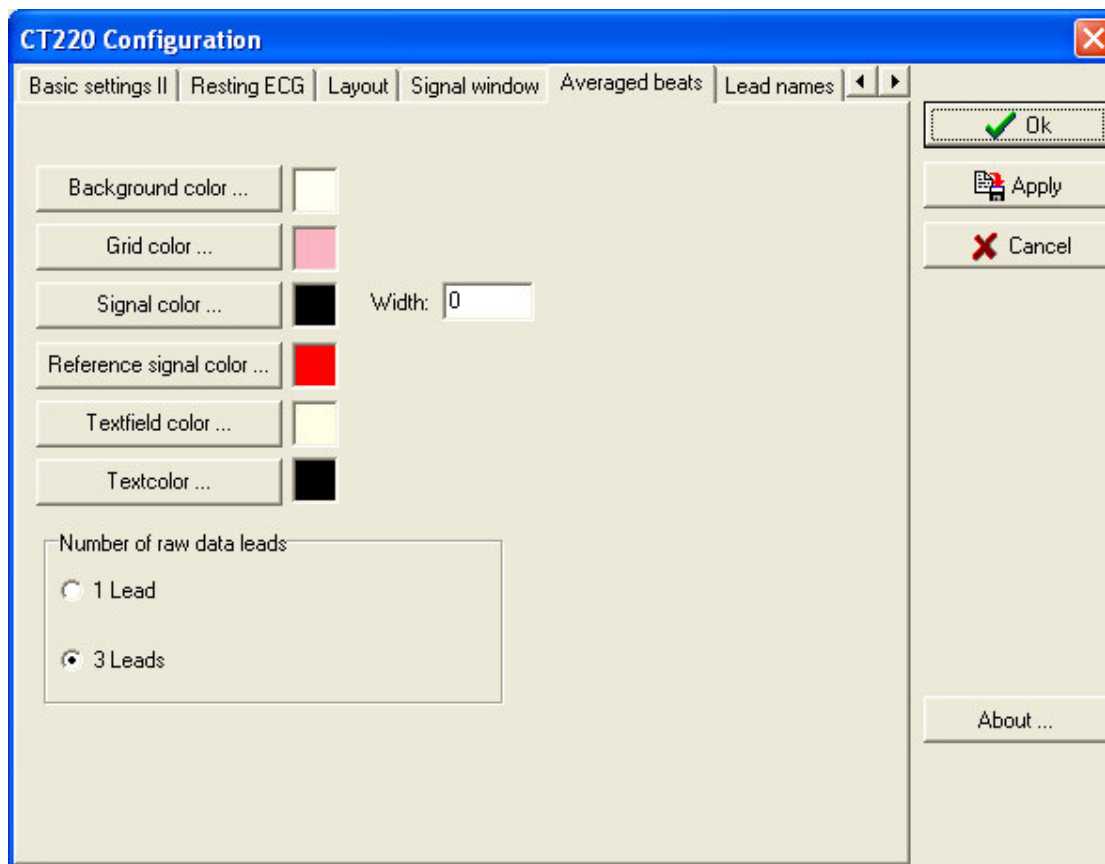 CT220 Configuration
Basic settings II
Resting ECG
Layout
Signal window
Averaged beats
Lead names
Ok
Apply
Cancel
Background color ...
Grid color ...
Signal color ...
Width: 0
Reference signal color ...
Textfield color ...
Textcolor ...
Number of raw data leads
1 Lead
3 Leads
About ...